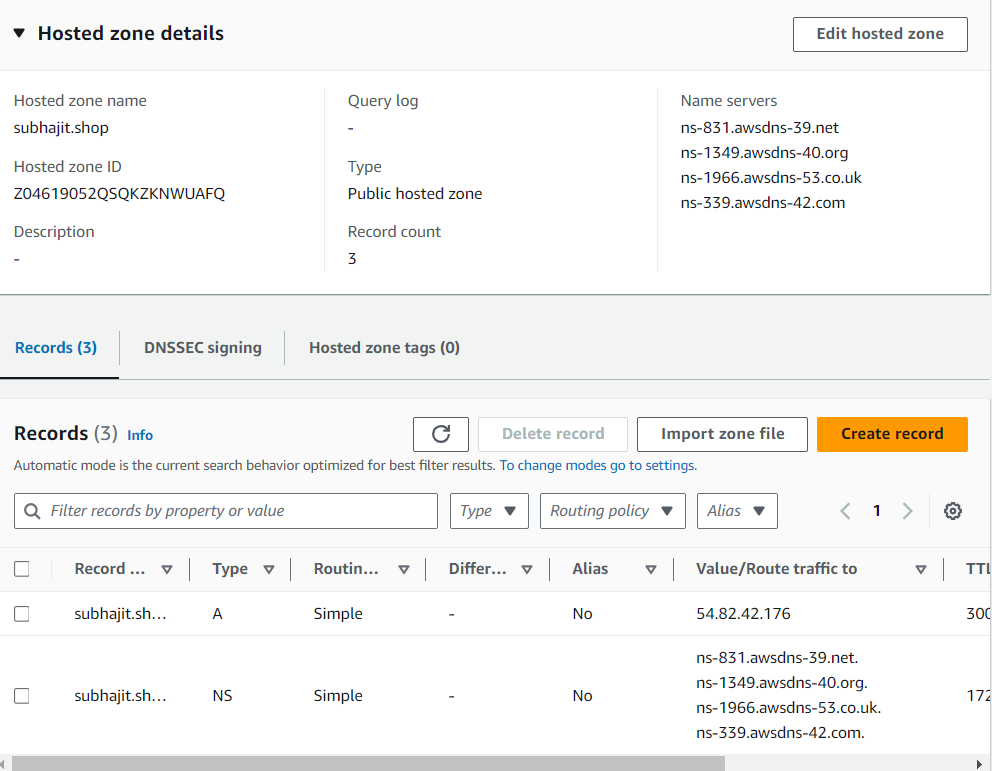 Hosted zone details
Edit hosted zone
Hosted zone name
subhajit.shop
Hosted zone ID
Z04619052QSQKZKNWUAFQ
Description
-
Query log
-
Type
Public hosted zone
Record count
3
Name servers
ns-831.awsdns-39.net
ns-1349.awsdns-40.org
ns-1966.awsdns-53.co.uk
ns-339.awsdns-42.com
Records (3) DNSSEC signing Hosted zone tags (0)
Records (3) Info Delete record Import zone file Create record
Automatic mode is the current search behavior optimized for best filter results. To change modes go to settings.
Filter records by property or value Type Routing policy Alias 1
Record ... Type Routin... Differ... Alias Value/Route traffic to TTL
subhajit.sh... A Simple - No 54.82.42.176 300
ns-831.awsdns-39.net.
ns-1349.awsdns-40.org.
subhajit.sh... NS Simple - No 172
ns-1966.awsdns-53.co.uk.
ns-339.awsdns-42.com.